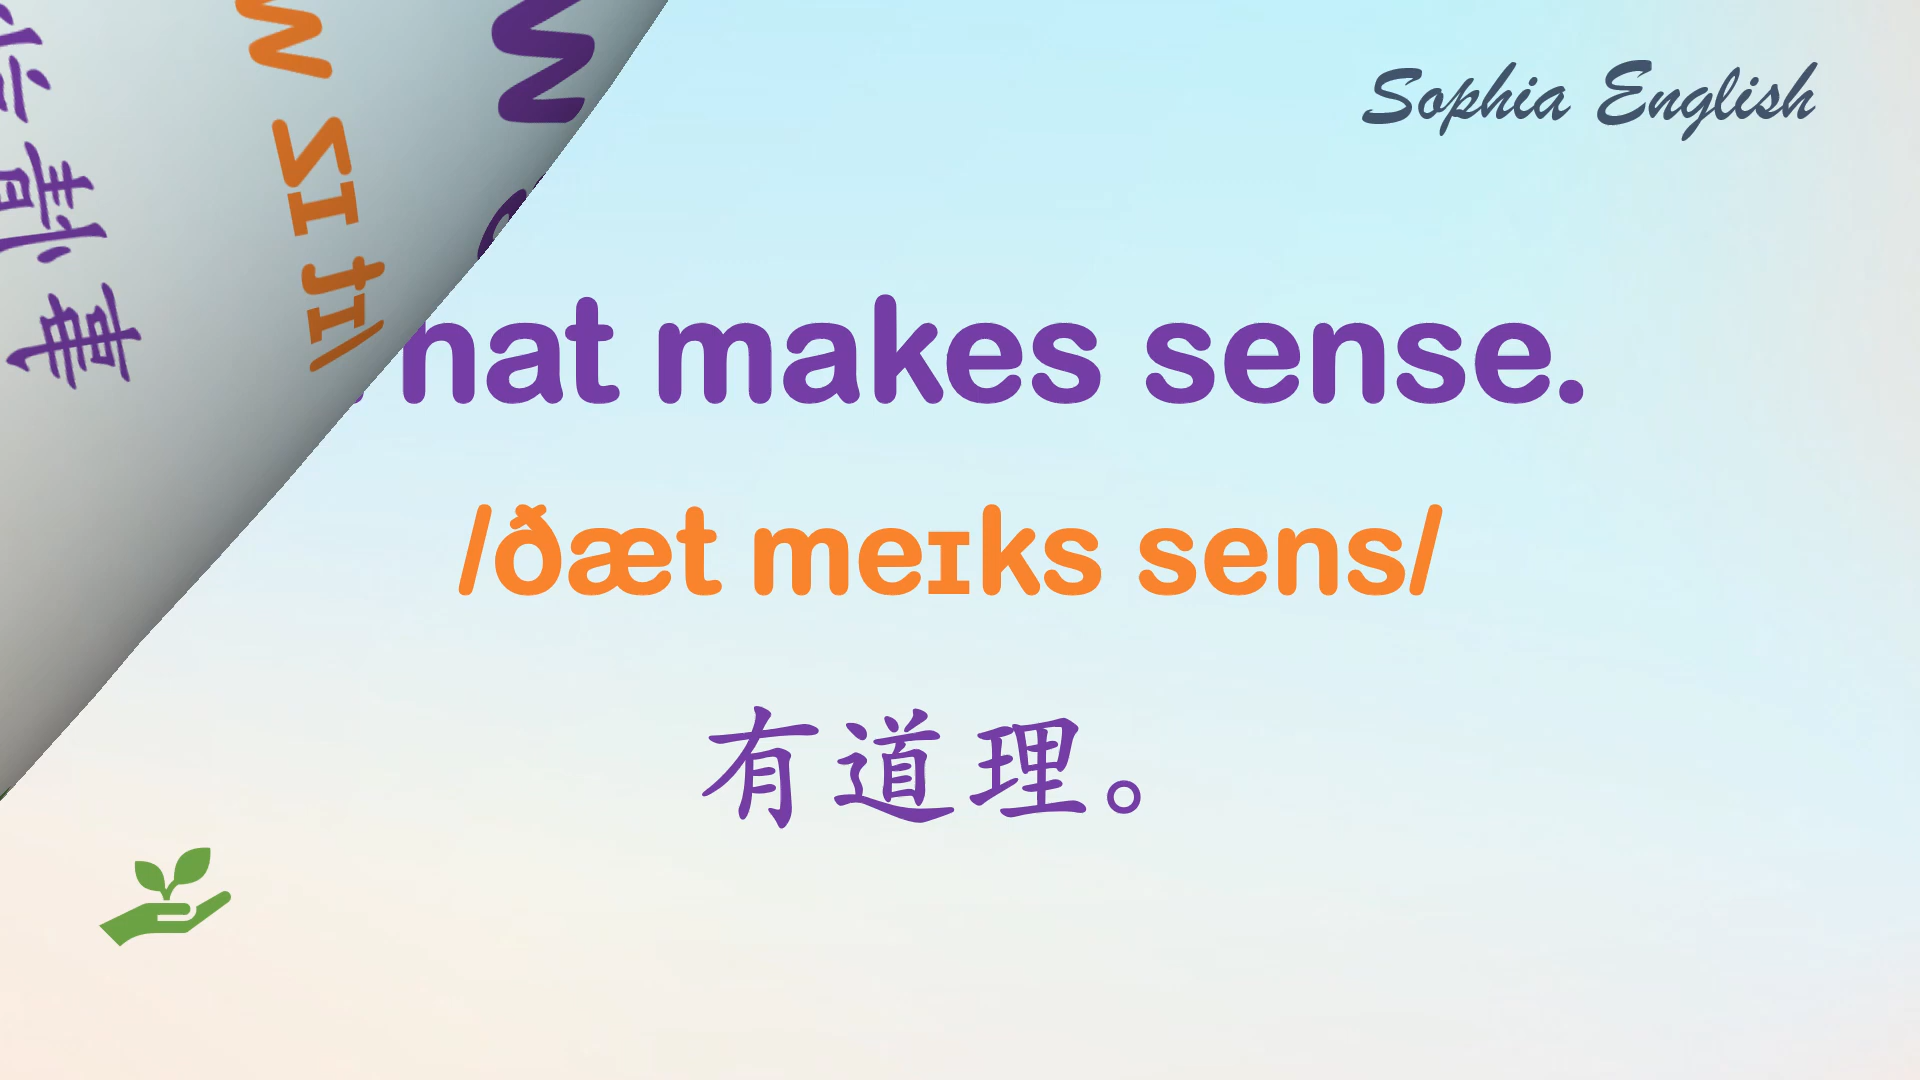 Sophia English
hat makes sense.
/ðæt meɪks sens/
有道理。